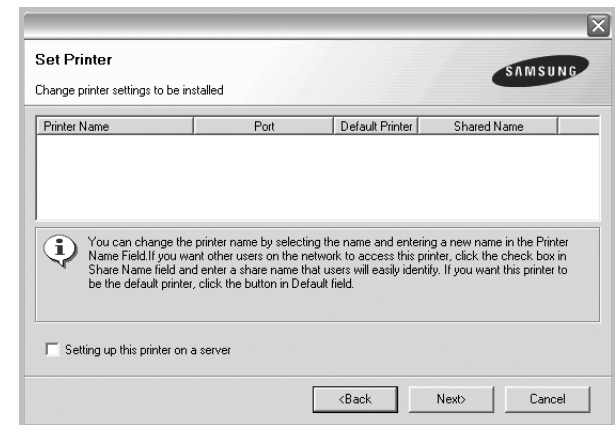 Set Printer
Change printer settings to be installed
SAMSUNG
Printer Name Port Default Printer Shared Name
You can change the printer name by selecting the name and entering a new name in the Printer
Name Field.If you want other users on the network to access this printer, click the check box in
Share Name field and enter a share name that users will easily identify. If you want this printer to
be the default printer, click the button in Default field.
Setting up this printer on a server
<Back Next> Cancel